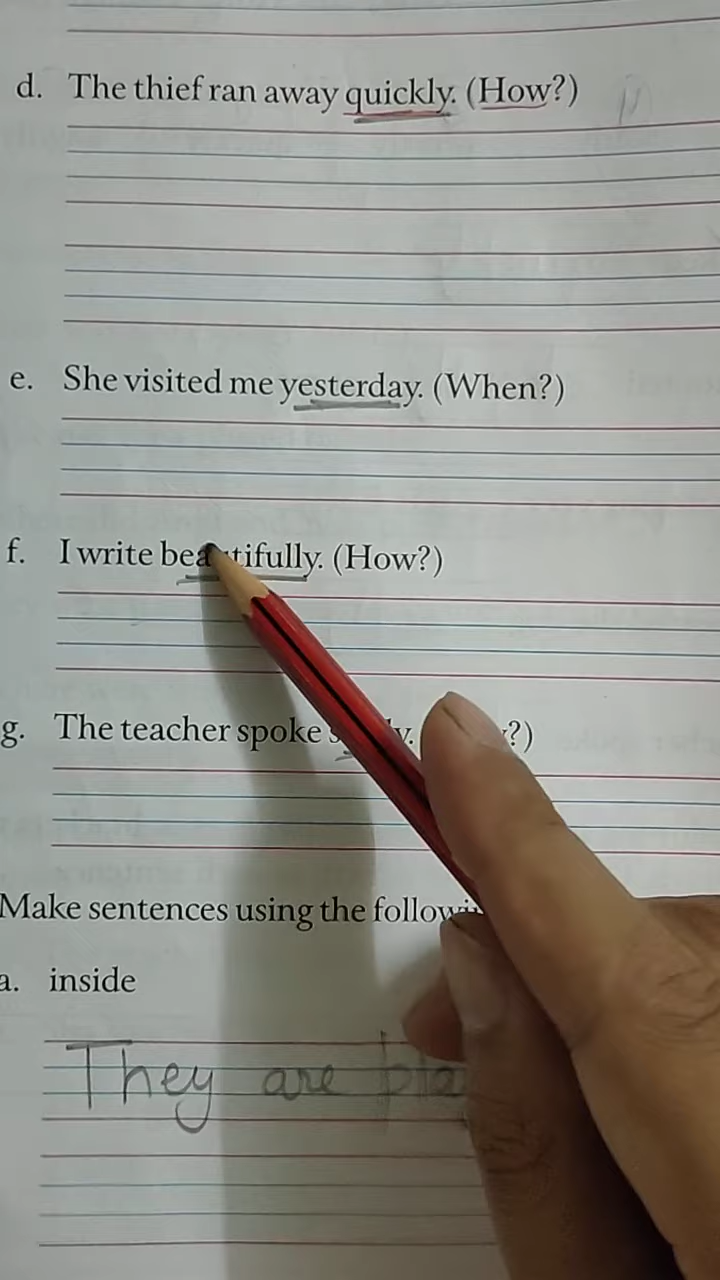 d. The thief ran away quickly. (How?)
e. She visited me yesterday. (When?)
f. I write beautifully. (How?)
g. The teacher spoke ?)
Make sentences using the
a. inside
They are